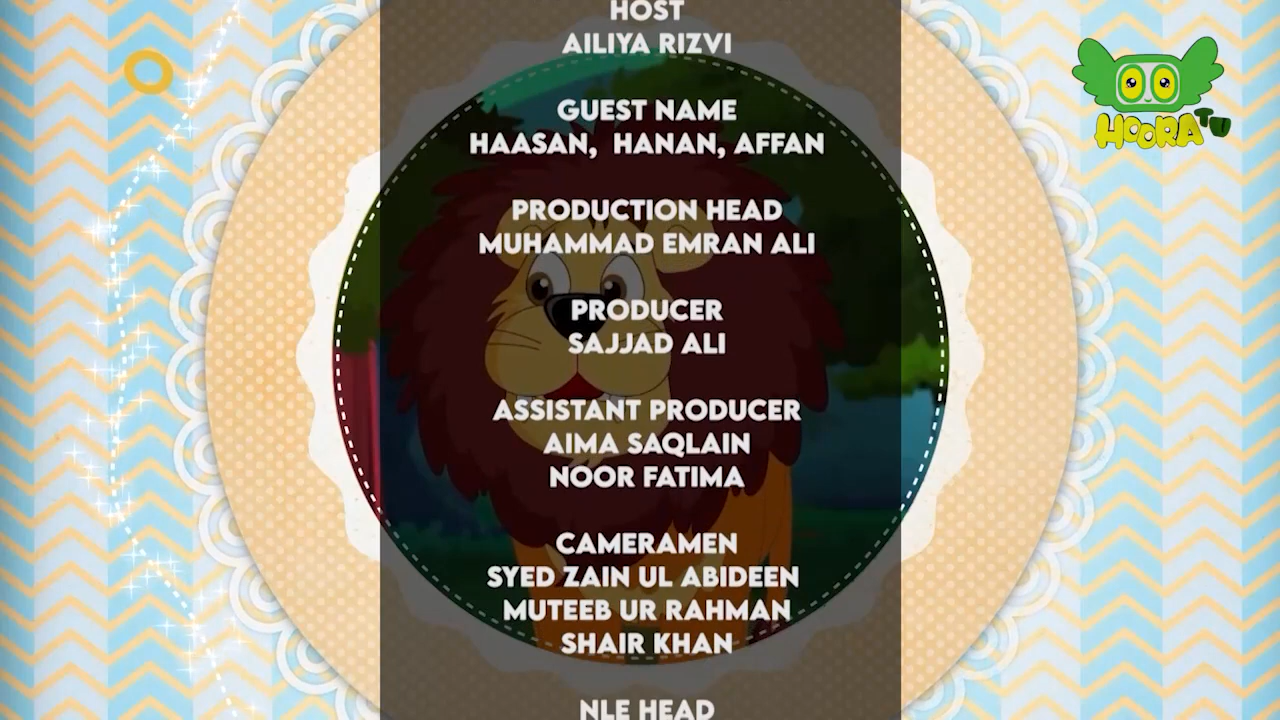 HOST
AILIYA RIZVI
GUEST NAME
HAASAN, HANAN, AFFAN
PRODUCTION HEAD
MUHAMMAD EMRAN ALI
PRODUCER
SAJJAD ALI
ASSISTANT PRODUCER
AIMA SAQLAIN
NOOR FATIMA
CAMERAMEN
SYED ZAIN UL ABIDEEN
MUTEEB UR RAHMAN
SHAIR KHAN
NLE HEAD
HOORA TV